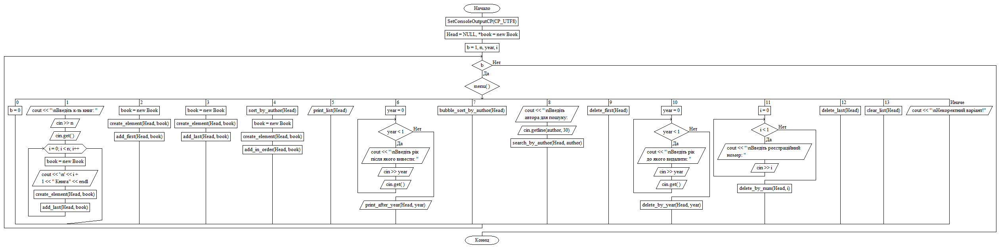 Начало
SetConsoleOutputCP(CP_UTF8)
Head = NULL, *book = new Book
b = 1, n, year, i
b
Нет
Да
menu( )
0
b = 0
1
cout << "\nВведіть к-ть книг: "
cin >> n
cin.get( )
i = 0; i < n; i++
book = new Book
cout << '\n' << i +
1 << " Книга" << endl
create_element(Head, book)
add_last(Head, book)
2
book = new Book
create_element(Head, book)
add_first(Head, book)
3
book = new Book
create_element(Head, book)
add_last(Head, book)
4
sort_by_author(Head)
book = new Book
create_element(Head, book)
add_in_order(Head, book)
5
print_list(Head)
6
year = 0
year < 1
Нет
Да
cout << "\nВведіть рік
після якого вивести: "
cin >> year
cin.get( )
print_after_year(Head, year)
7
bubble_sort_by_author(Head)
8
cout << "\nВведіть
автора для пошуку:
cin.getline(author, 30)
search_by_author(Head, author)
9
delete_first(Head)
10
year = 0
year < 1
Нет
Да
cout << "\nВведіть рік
до якого видалити: "
cin >> year
cin.get( )
delete_by_year(Head, year)
11
i = 0
i < 1
Нет
Да
cout << "\nВведіть реєстраційний
номер: "
cin >> i
delete_by_num(Head, i)
12
delete_last(Head)
13
clear_list(Head)
Иначе
cout << "\nНекоректний варіант!"
Конец